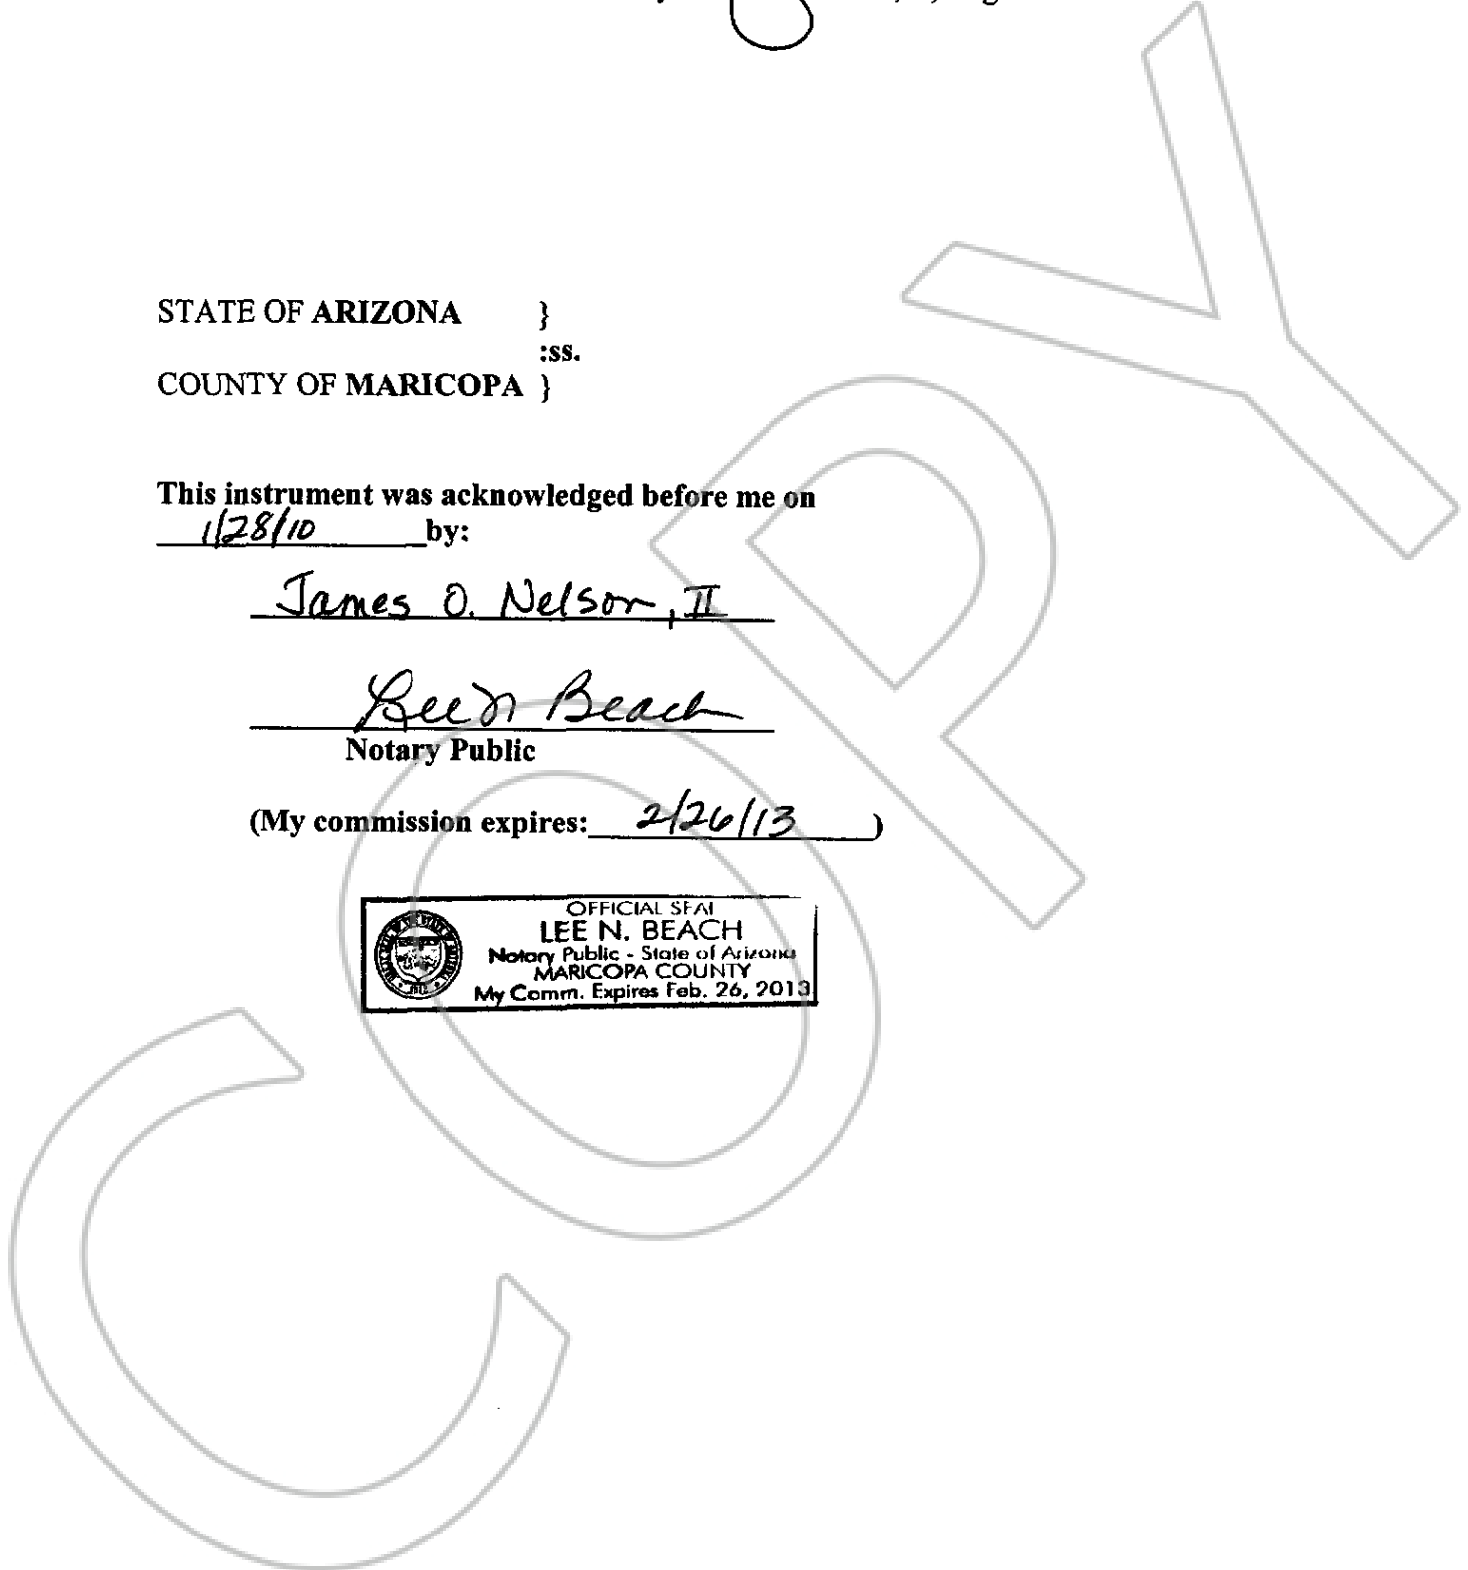 STATE OF ARIZONA }
:ss.
COUNTY OF MARICOPA }
This instrument was acknowledged before me on
1/28/10 by:
James O. Nelson, II
Lee N Beach
Notary Public
(My commission expires: 2/26/13 )
OFFICIAL SEAL
LEE N. BEACH
Notary Public - State of Arizona
MARICOPA COUNTY
My Comm. Expires Feb. 26, 2013
COPY